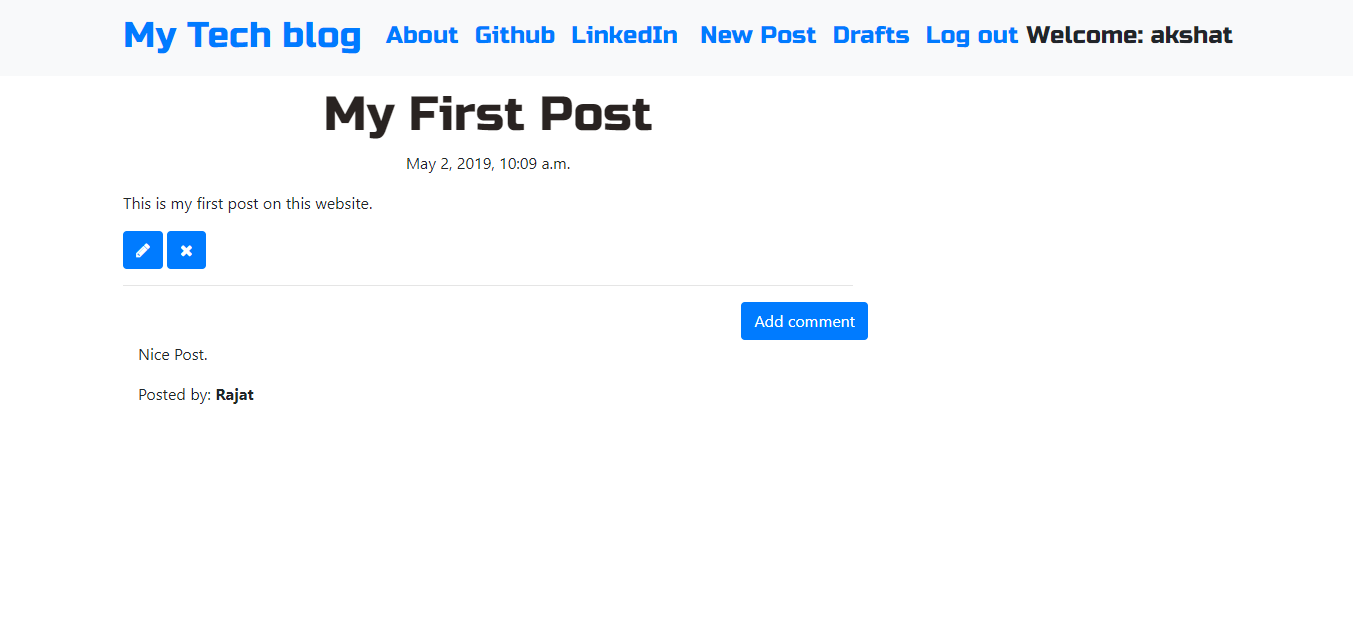 My Tech blog About Github LinkedIn New Post Drafts Log out Welcome: akshat
My First Post
May 2, 2019, 10:09 a.m.
This is my first post on this website.
Add comment
Nice Post.
Posted by: Rajat